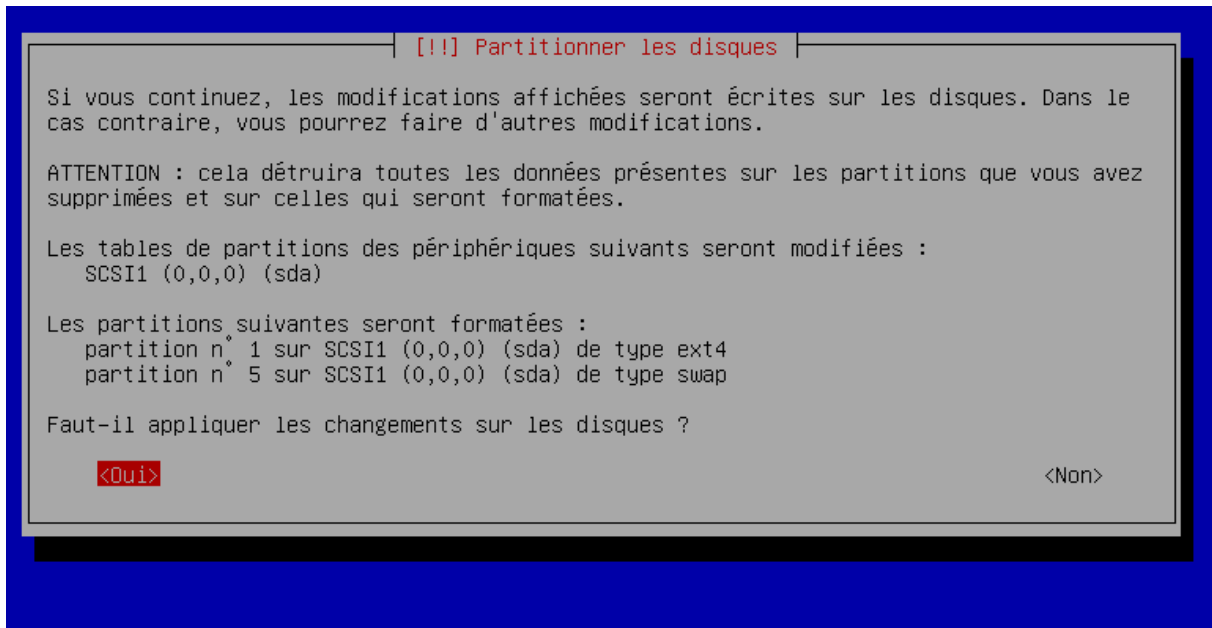 [!!] Partitionner les disques
Si vous continuez, les modifications affichées seront écrites sur les disques. Dans le
cas contraire, vous pourrez faire d'autres modifications.
ATTENTION : cela détruira toutes les données présentes sur les partitions que vous avez
supprimées et sur celles qui seront formatées.
Les tables de partitions des périphériques suivants seront modifiées :
SCSI1 (0,0,0) (sda)
Les partitions suivantes seront formatées :
partition n° 1 sur SCSI1 (0,0,0) (sda) de type ext4
partition n° 5 sur SCSI1 (0,0,0) (sda) de type swap
Faut-il appliquer les changements sur les disques ?
<Oui> <Non>